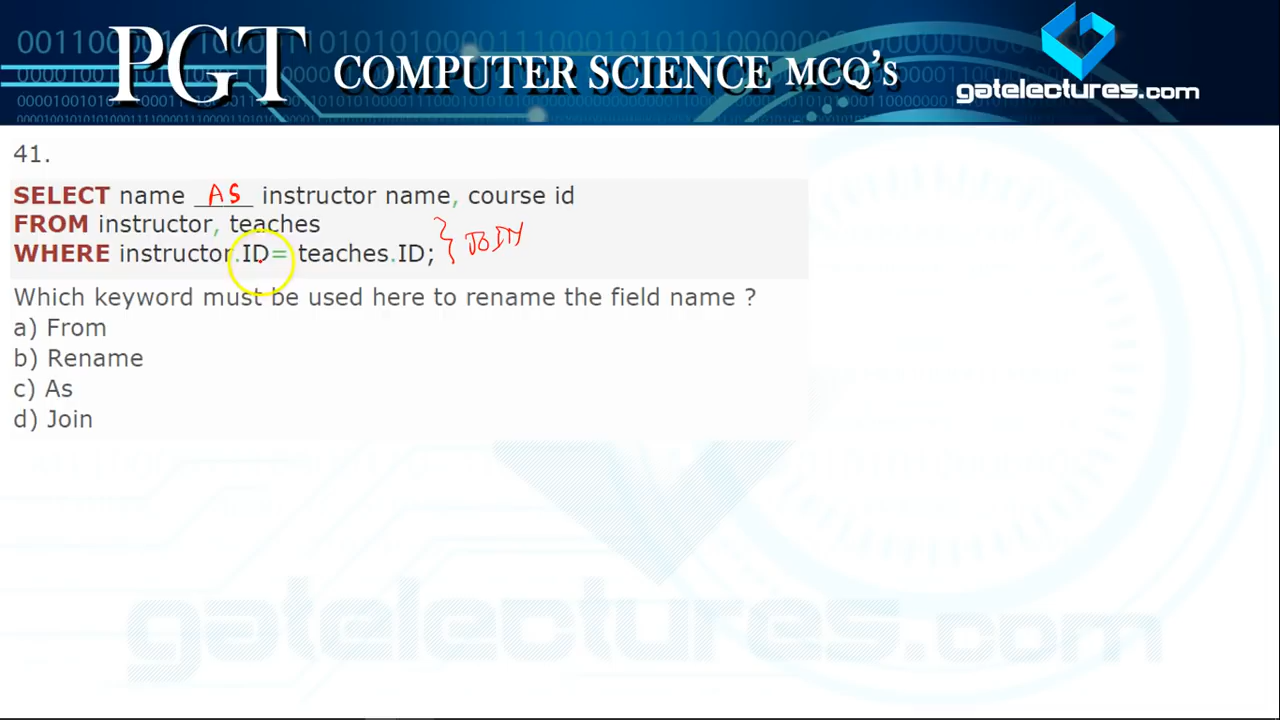 PGT COMPUTER SCIENCE MCQ's
gatelectures.com
41.
SELECT name AS instructor name, course id
FROM instructor, teaches
WHERE instructor.ID= teaches.ID; } JOIN
Which keyword must be used here to rename the field name ?
a) From
b) Rename
c) As
d) Join
gatelectures.com